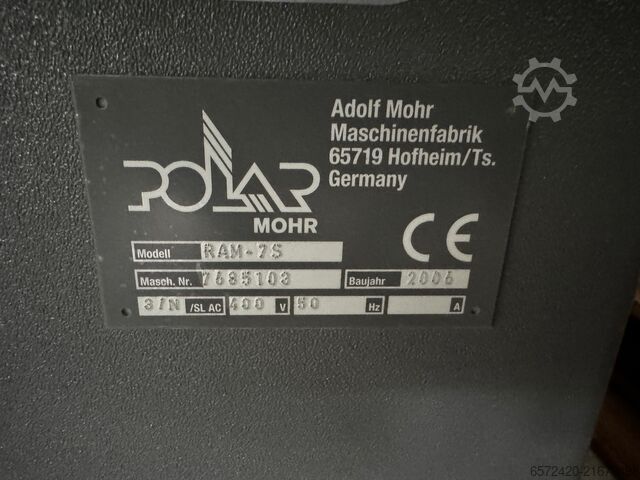 Adolf Mohr
Maschinenfabrik
65719 Hofheim/Ts.
Germany
POLAR
MOHR
CE
Modell RAM-7S
Masch. Nr. 7685103 Baujahr 2006
3/N /SL AC 400 V 50 Hz A